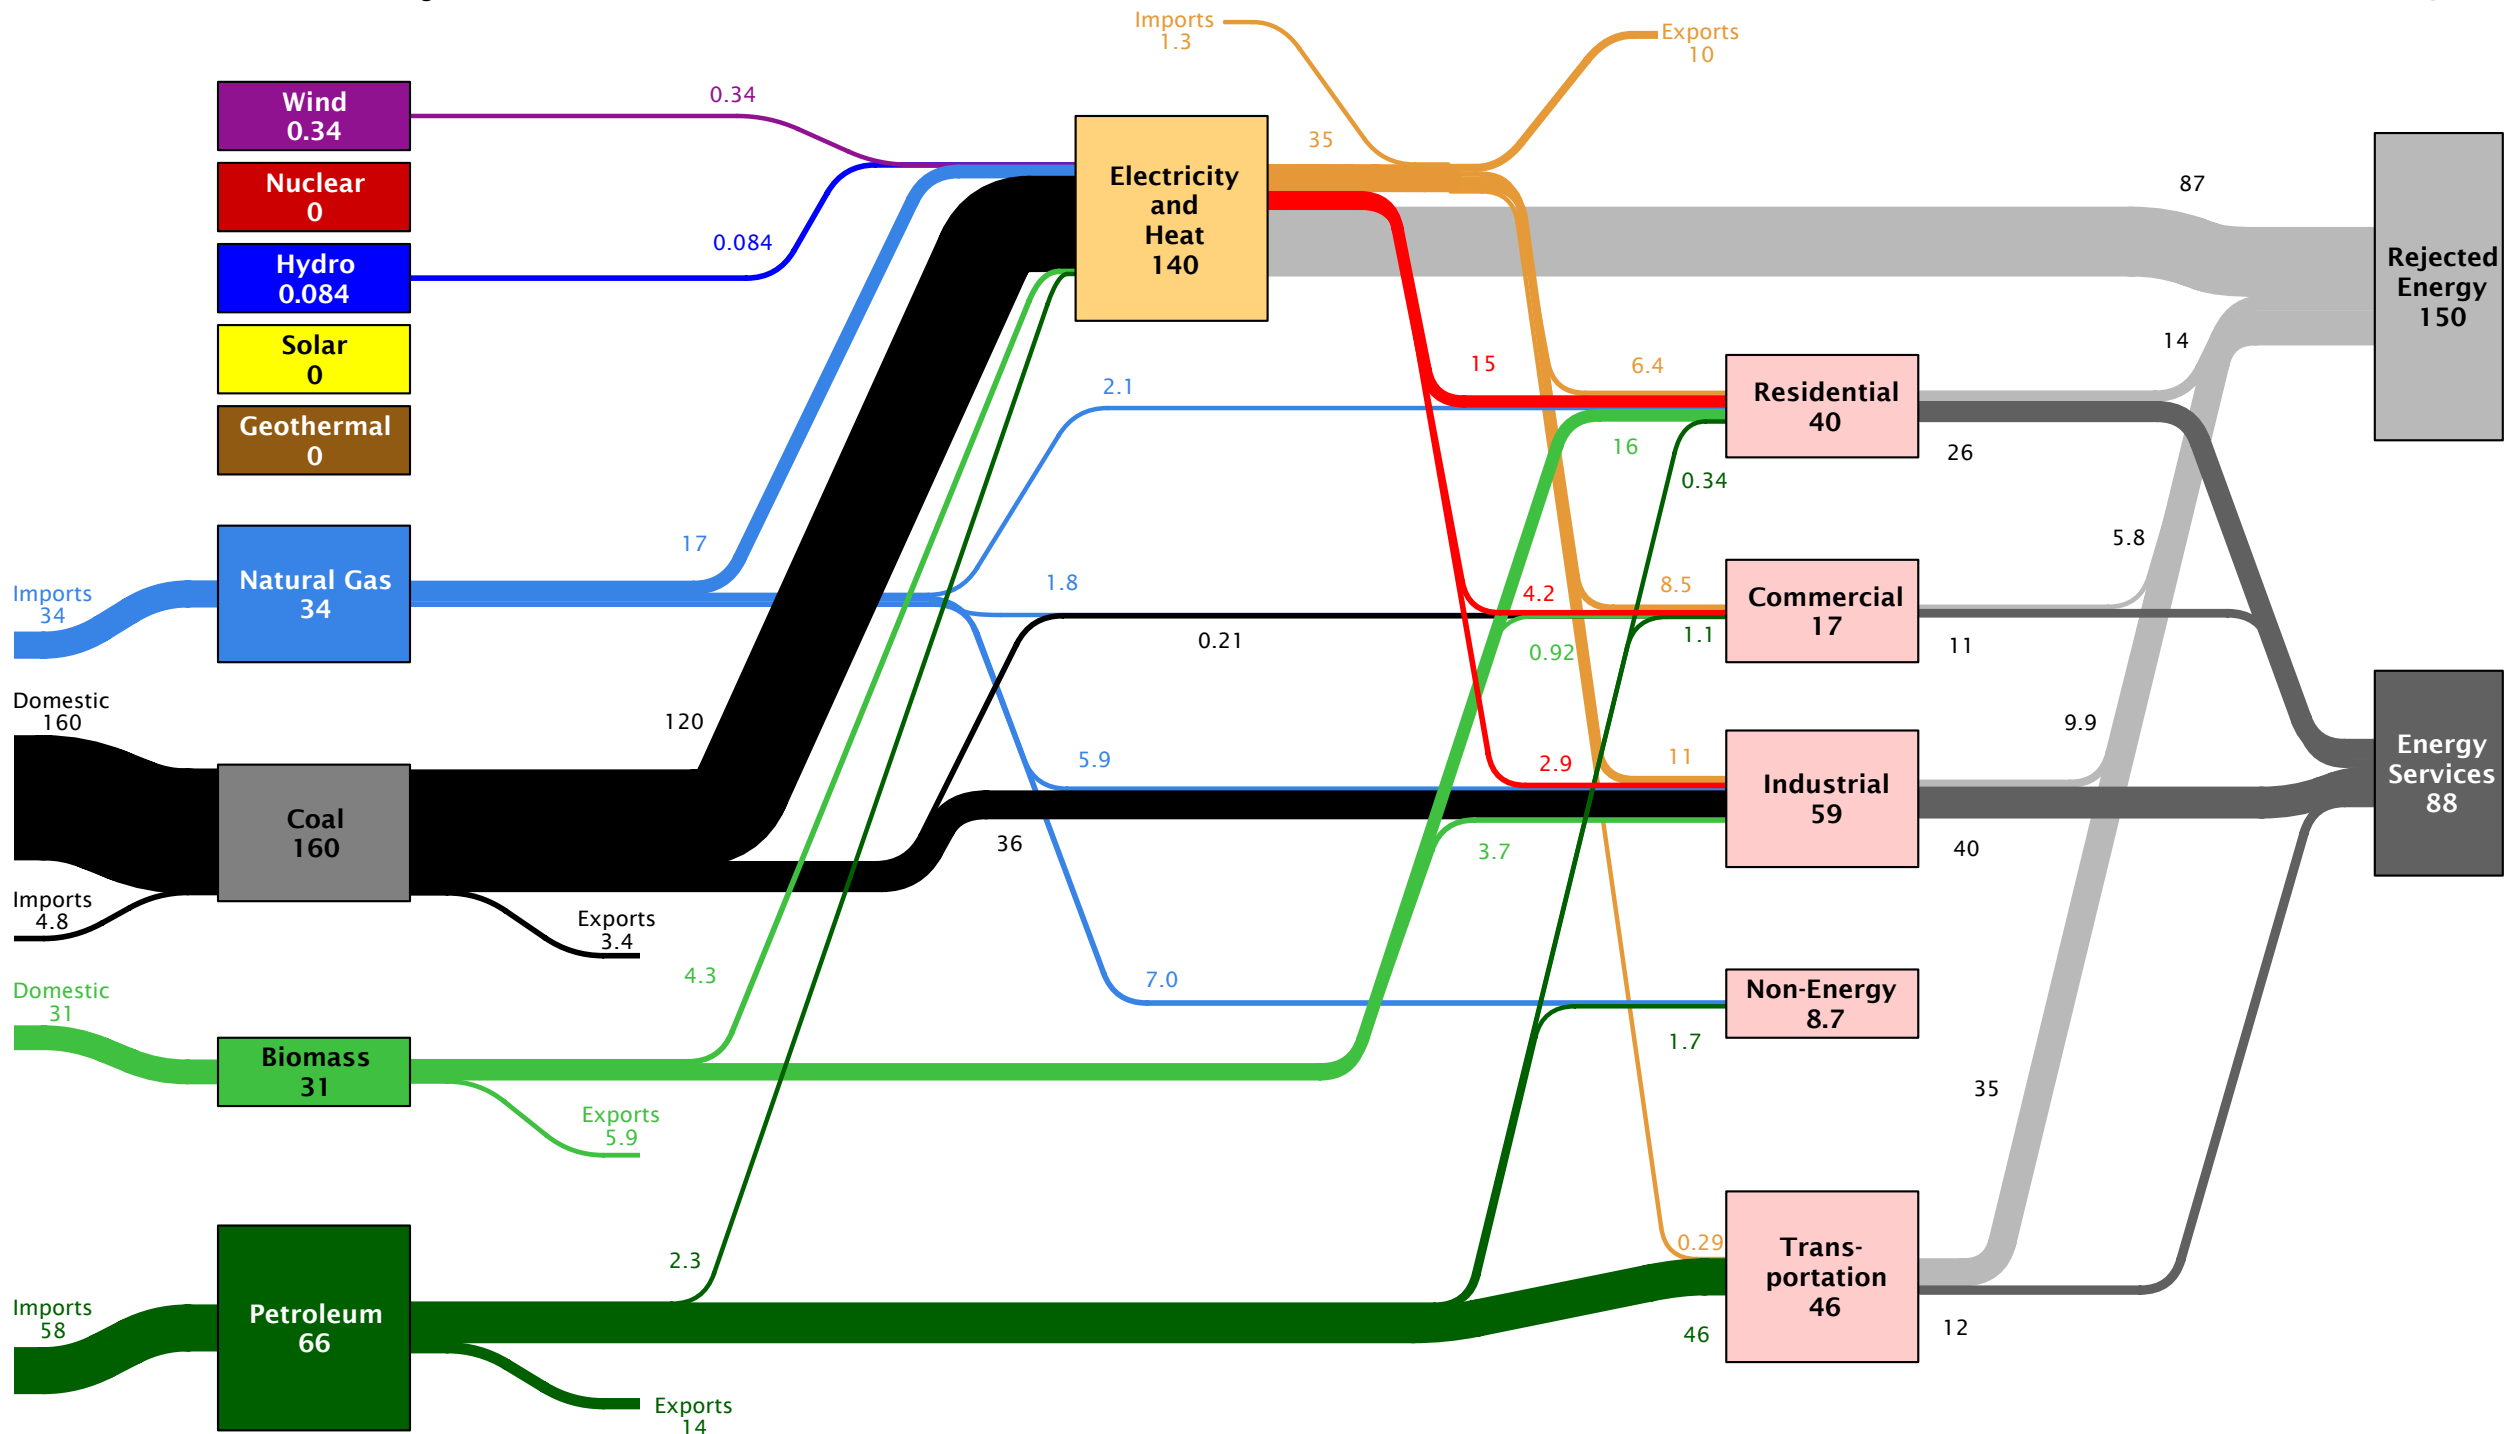 Imports
1.3
Exports
10
Wind
0.34
0.34
Nuclear
0
Hydro
0.084
0.084
Solar
0
Geothermal
0
Electricity
and
Heat
140
35
87
Rejected
Energy
150
14
15
6.4
2.1
Residential
40
16
26
0.34
Imports
34
Natural Gas
34
17
1.8
0.21
5.8
4.2
8.5
Commercial
17
0.92
1.1
11
Domestic
160
120
Coal
160
Imports
4.8
Exports
3.4
5.9
36
2.9
11
9.9
Industrial
59
3.7
40
Energy
Services
88
Domestic
31
4.3
Biomass
31
Exports
5.9
7.0
Non-Energy
8.7
1.7
35
Imports
58
Petroleum
66
2.3
Exports
14
0.29
Trans-
portation
46
46
12